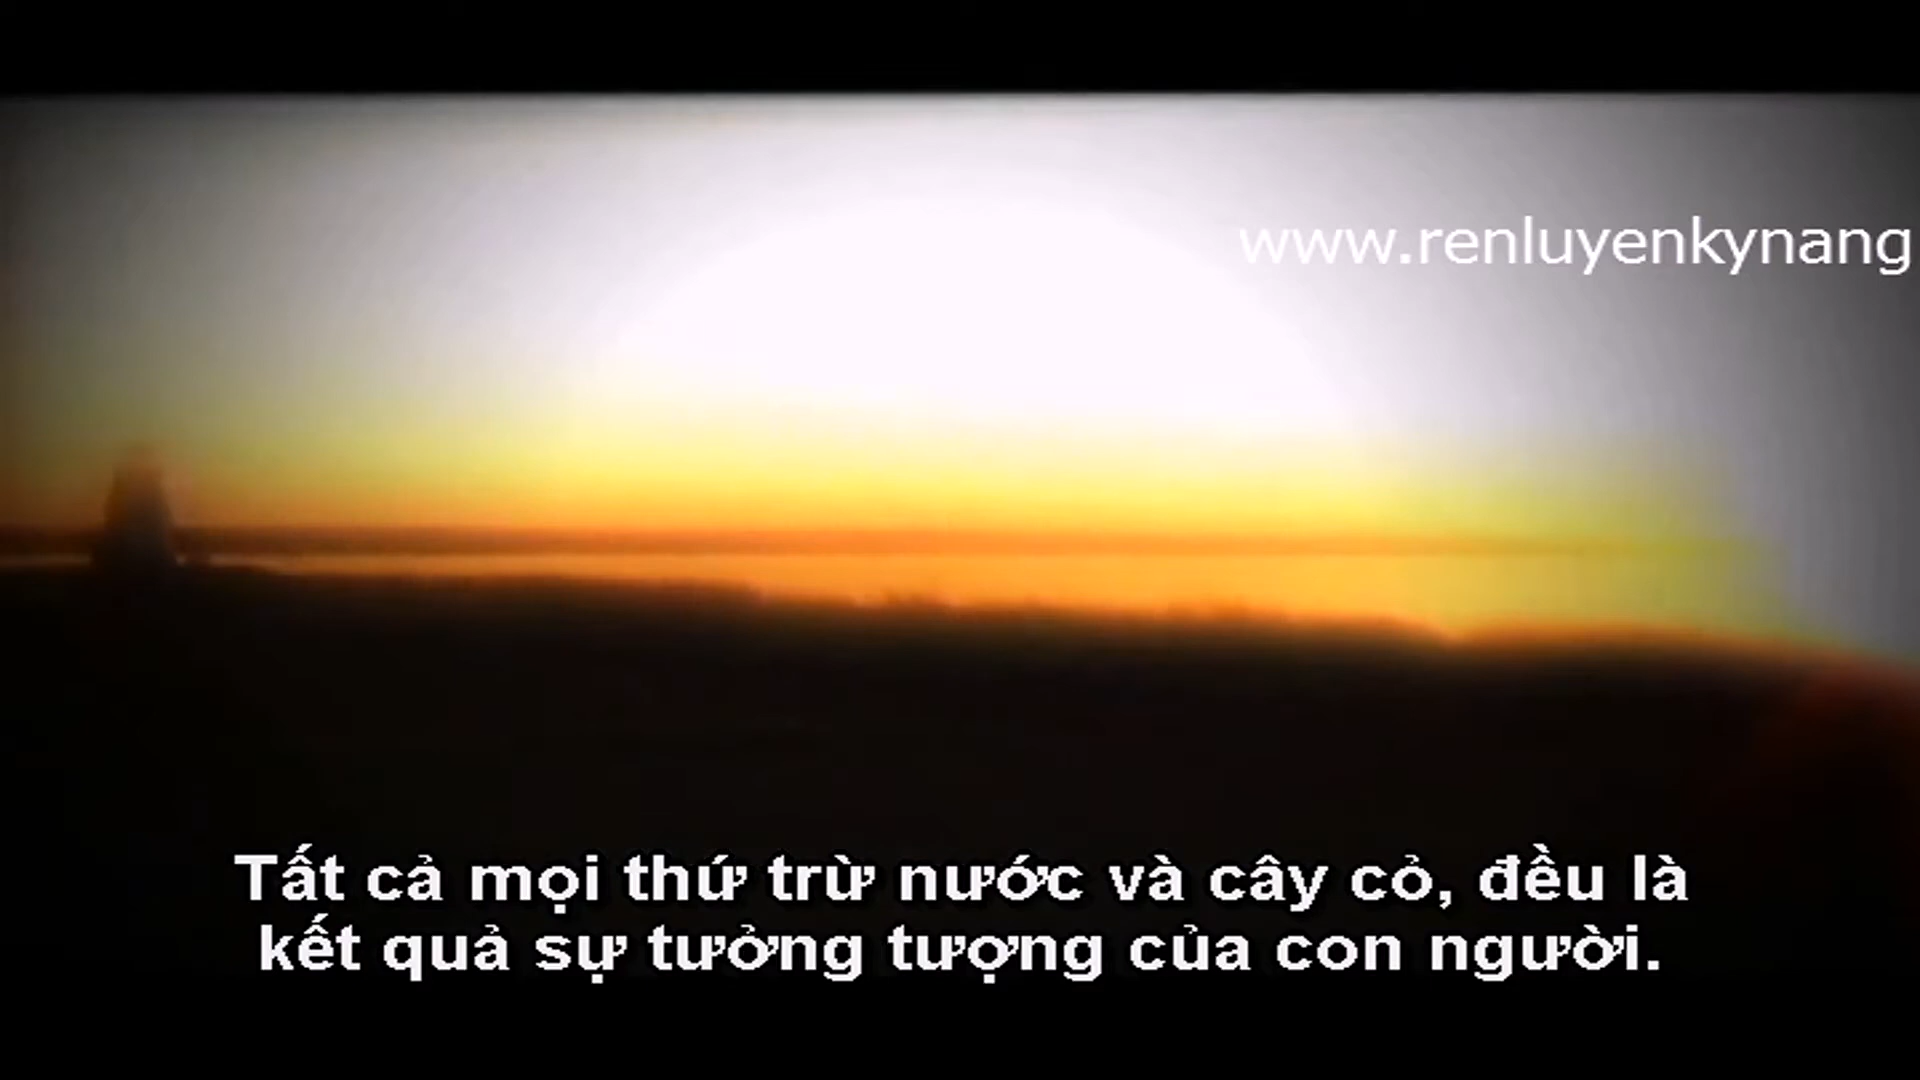 www.renluyenkynang
Tất cả mọi thứ trừ nước và cây cỏ, đều là
kết quả sự tưởng tượng của con người.